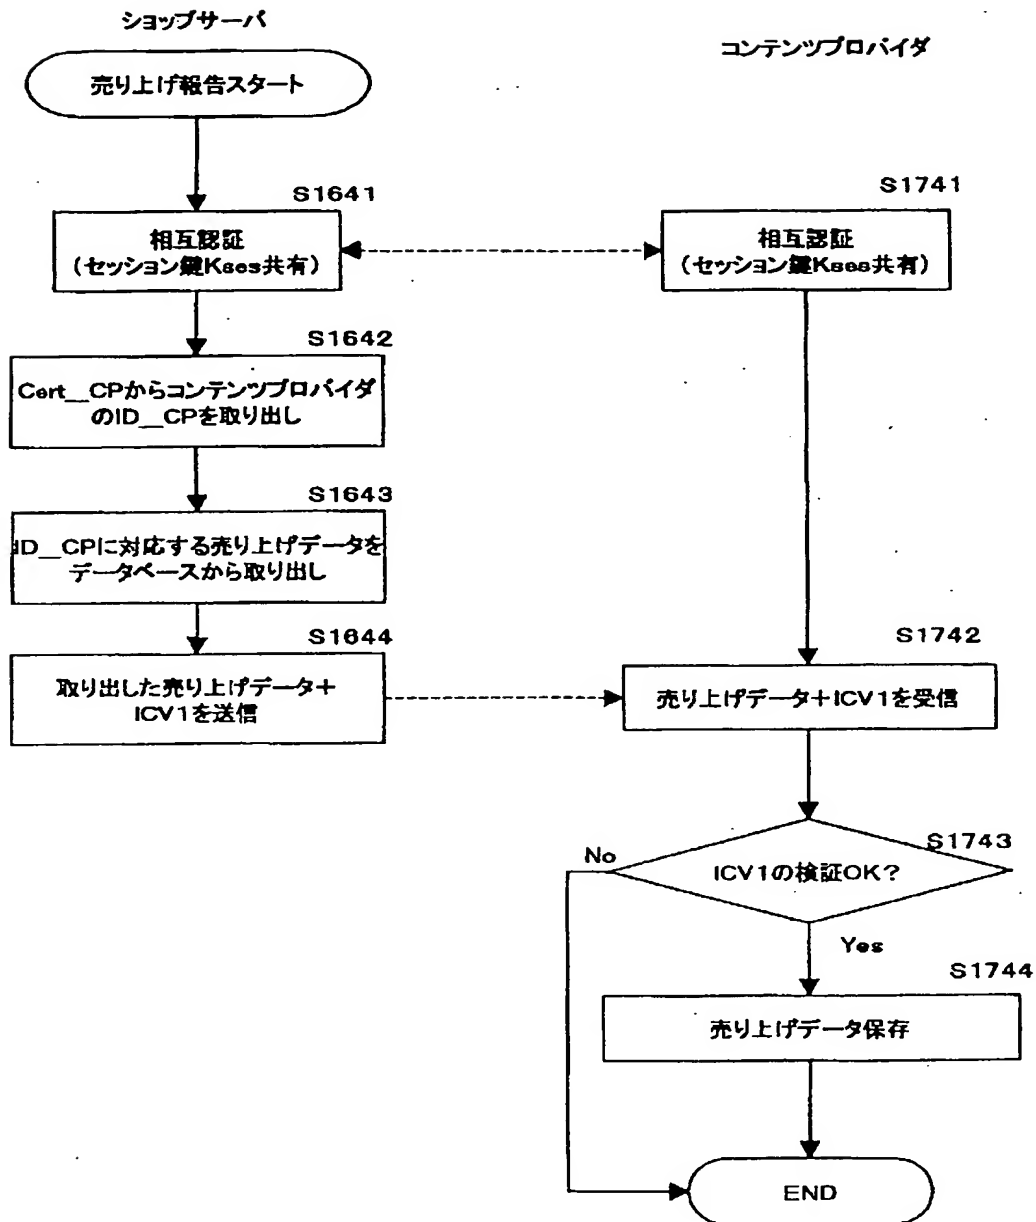 ショップサーバ
コンテンツプロバイダ
売り上げ報告スタート
S1641
相互認証
(セッション鍵Kses共有)
S1741
相互認証
(セッション鍵Kses共有)
S1642
Cert__CPからコンテンツプロバイダ
のID__CPを取り出し
S1643
ID__CPに対応する売り上げデータを
データベースから取り出し
S1644
取り出した売り上げデータ+
ICV1を送信
S1742
売り上げデータ+ICV1を受信
S1743
ICV1の検証OK?
No
Yes
S1744
売り上げデータ保存
END